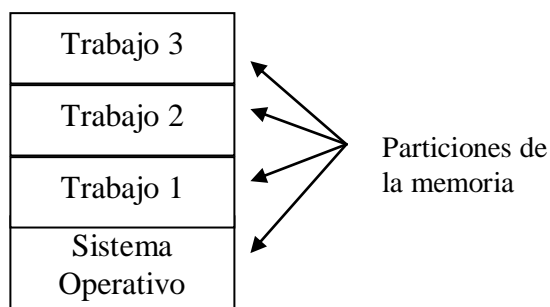 Trabajo 3
Trabajo 2
Trabajo 1
Sistema
Operativo
Particiones de
la memoria